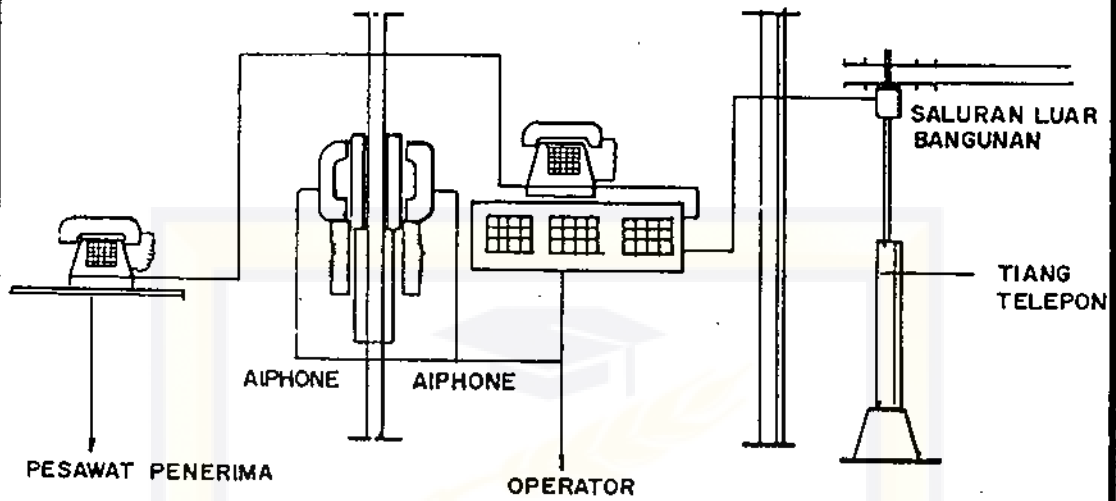 SALURAN LUAR
BANGUNAN
TIANG
TELEPON
AIPHONE
AIPHONE
PESAWAT PENERIMA
OPERATOR